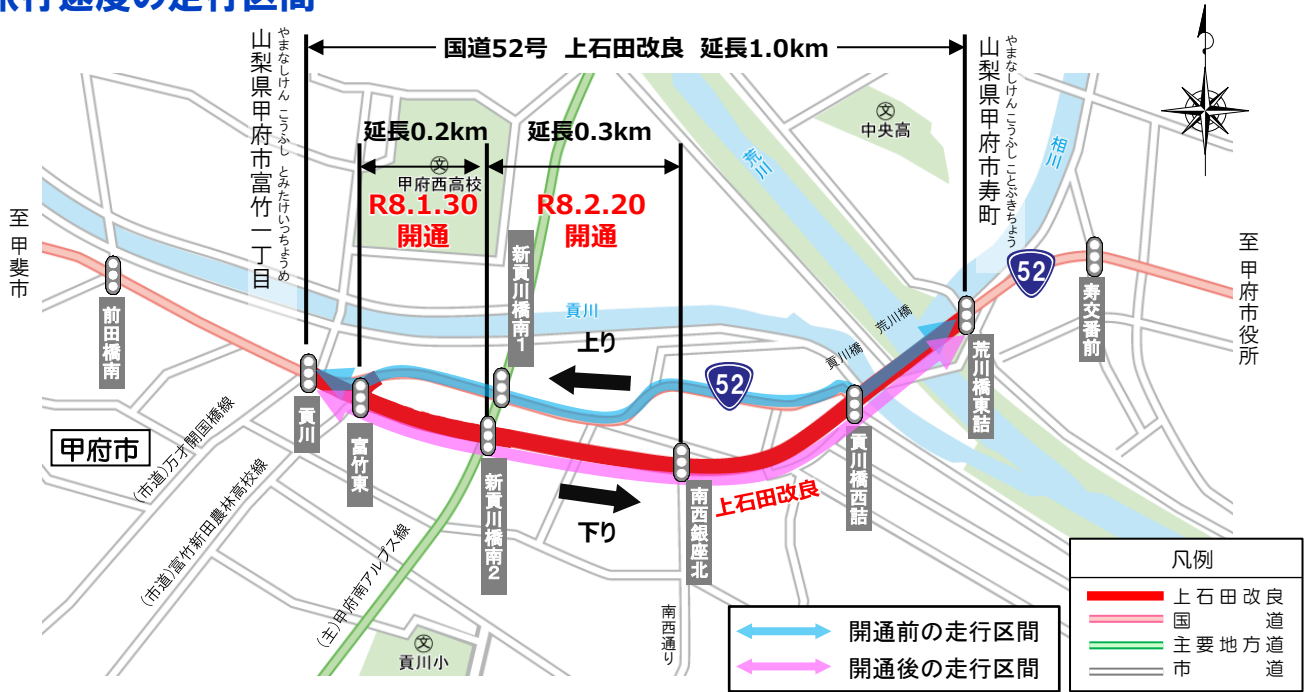 旅行速度の走行区間
国道52号 上石田改良 延長1.0km
山梨県甲府市富竹一丁目
やまなしけん こうふし とみたけいっちょうめ
山梨県甲府市寿町
やまなしけん こうふし ことぶきちょう
延長0.2km
延長0.3km
文
甲府西高校
R8.1.30
開通
R8.2.20
開通
文
中央高
荒川
相川
至 甲斐市
至 甲府市役所
前田橋南
新貢川橋南1
貢川
上り
52
52
貢川橋
荒川橋
寿交番前
荒川橋東詰
貢川
富竹東
新貢川橋南2
南西銀座北
貢川橋西詰
上石田改良
下り
甲府市
(市道)万才開国橋線
(市道)富竹新田農林高校線
(主)甲府南アルプス線
文
貢川小
南西通り
開通前の走行区間
開通後の走行区間
凡例
上石田改良
国道
主要地方道
市道